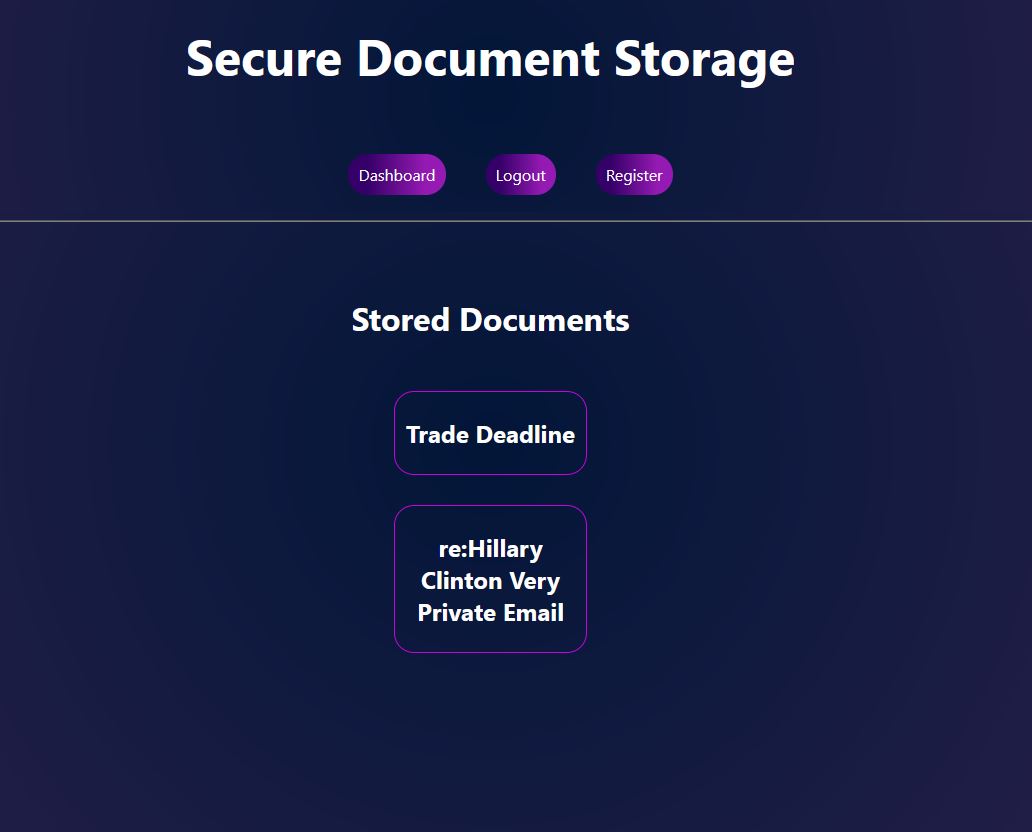 Secure Document Storage
Dashboard Logout Register
Stored Documents
Trade Deadline
re:Hillary
Clinton Very
Private Email